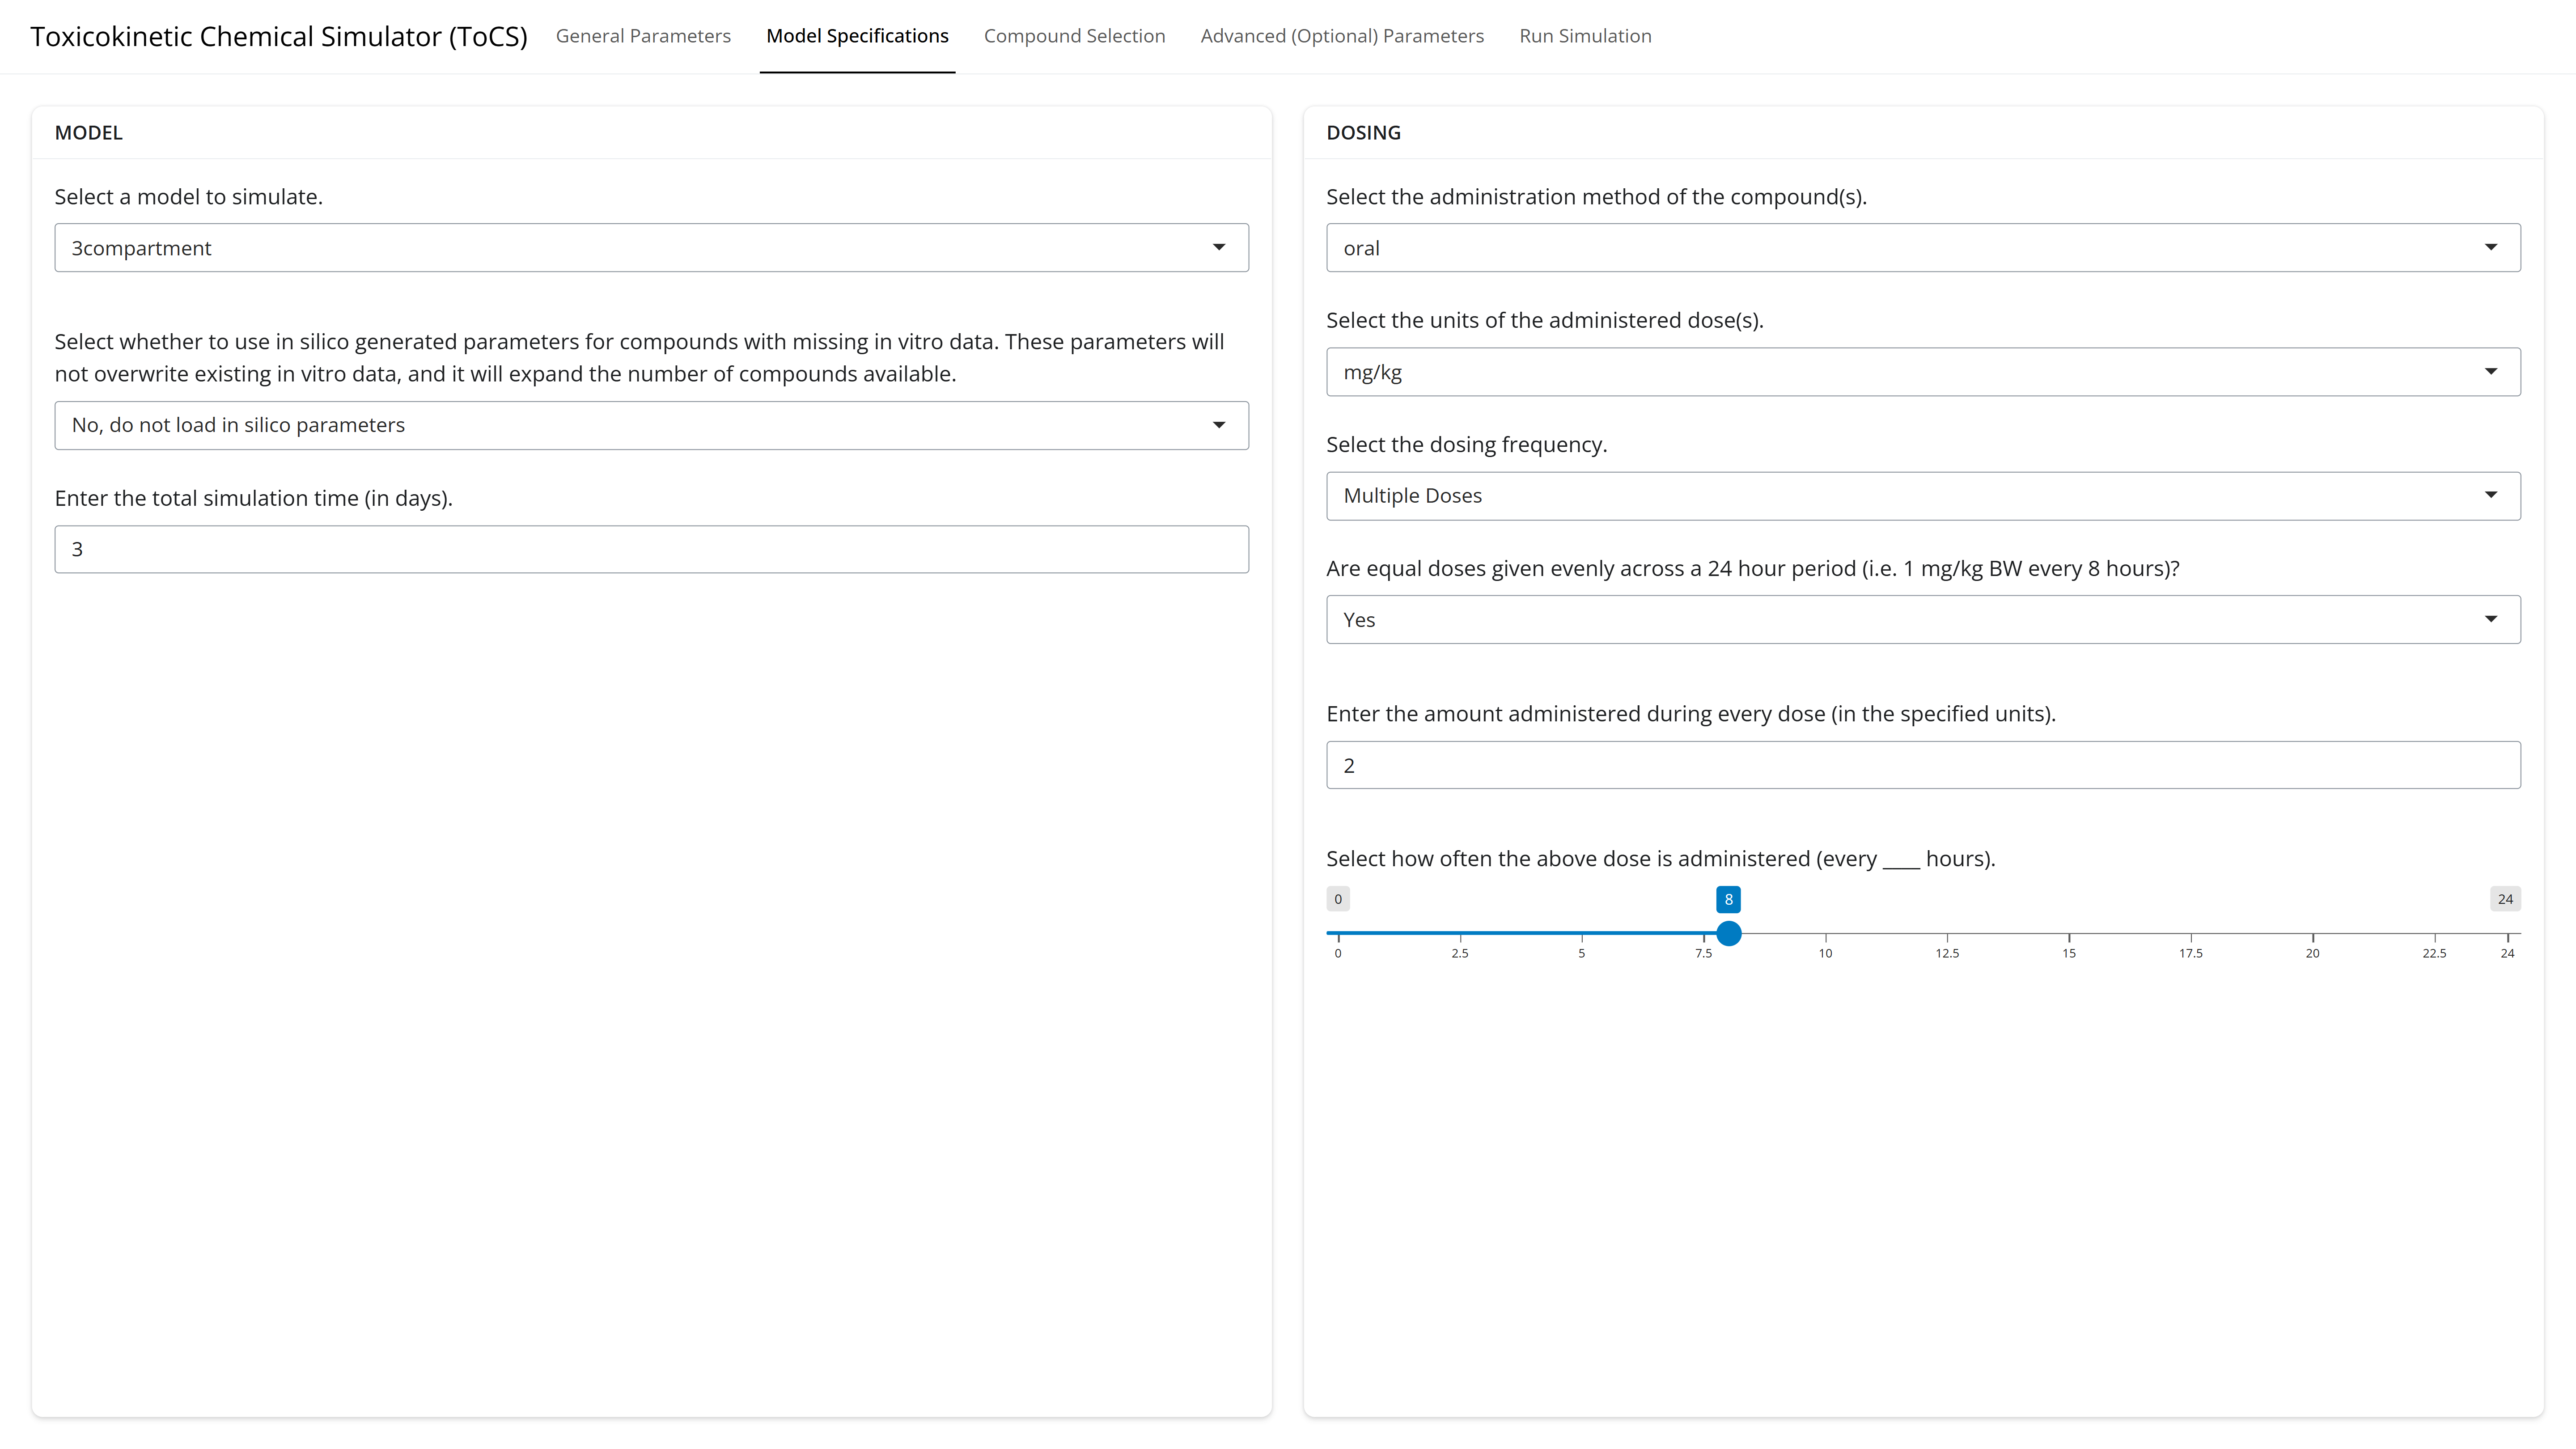 Toxicokinetic Chemical Simulator (ToCS)
General Parameters
Model Specifications
Compound Selection
Advanced (Optional) Parameters
Run Simulation
MODEL
Select a model to simulate.
3compartment
Select whether to use in silico generated parameters for compounds with missing in vitro data. These parameters will
not overwrite existing in vitro data, and it will expand the number of compounds available.
No, do not load in silico parameters
Enter the total simulation time (in days).
3
DOSING
Select the administration method of the compound(s).
oral
Select the units of the administered dose(s).
mg/kg
Select the dosing frequency.
Multiple Doses
Are equal doses given evenly across a 24 hour period (i.e. 1 mg/kg BW every 8 hours)?
Yes
Enter the amount administered during every dose (in the specified units).
2
Select how often the above dose is administered (every ____ hours).
0 8 24
0 2.5 5 7.5 10 12.5 15 17.5 20 22.5 24